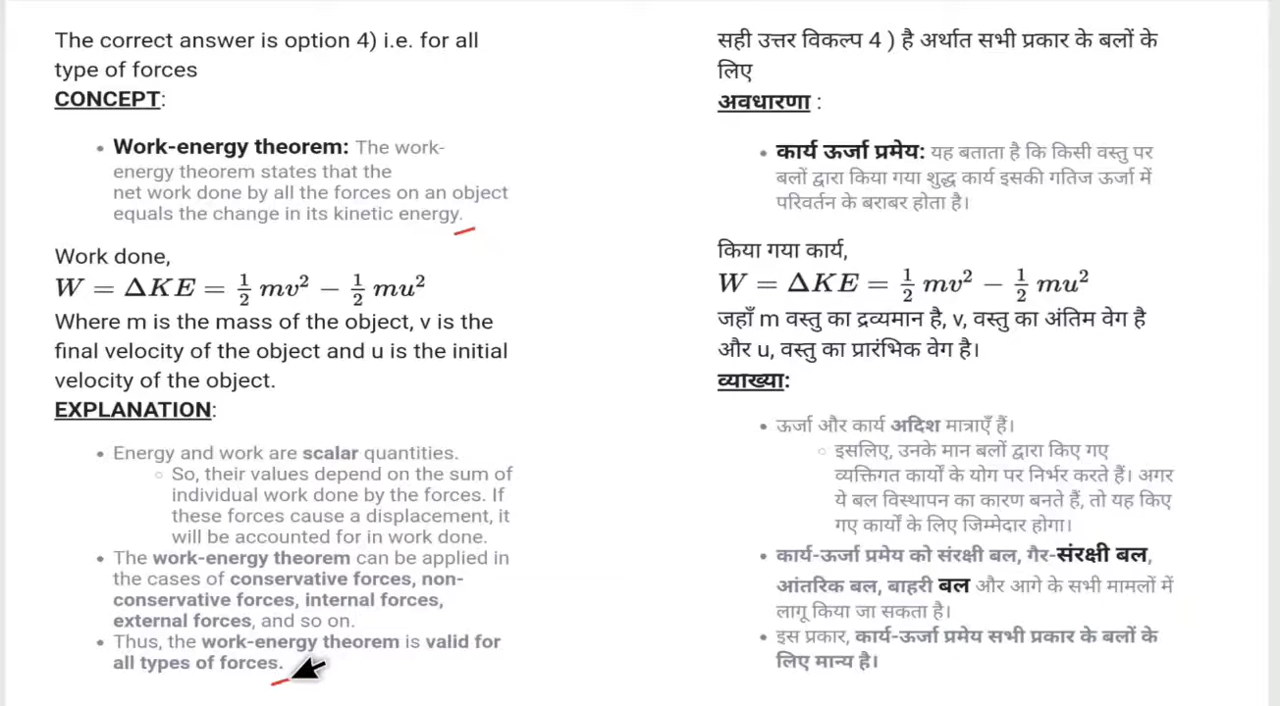 The correct answer is option 4) i.e. for all
type of forces
CONCEPT:
• Work-energy theorem: The work-
energy theorem states that the
net work done by all the forces on an object
equals the change in its kinetic energy.
Work done,
W = ΔKE = 1/2 mv² − 1/2 mu²
Where m is the mass of the object, v is the
final velocity of the object and u is the initial
velocity of the object.
EXPLANATION:
• Energy and work are scalar quantities.
○ So, their values depend on the sum of
individual work done by the forces. If
these forces cause a displacement, it
will be accounted for in work done.
• The work-energy theorem can be applied in
the cases of conservative forces, non-
conservative forces, internal forces,
external forces, and so on.
• Thus, the work-energy theorem is valid for
all types of forces.
सही उत्तर विकल्प 4 ) है अर्थात सभी प्रकार के बलों के
लिए
अवधारणा :
• कार्य ऊर्जा प्रमेय: यह बताता है कि किसी वस्तु पर
बलों द्वारा किया गया शुद्ध कार्य इसकी गतिज ऊर्जा में
परिवर्तन के बराबर होता है।
किया गया कार्य,
W = ΔKE = 1/2 mv² − 1/2 mu²
जहाँ m वस्तु का द्रव्यमान है, v, वस्तु का अंतिम वेग है
और u, वस्तु का प्रारंभिक वेग है।
व्याख्या:
• ऊर्जा और कार्य अदिश मात्राएँ हैं।
○ इसलिए, उनके मान बलों द्वारा किए गए
व्यक्तिगत कार्यों के योग पर निर्भर करते हैं। अगर
ये बल विस्थापन का कारण बनते हैं, तो यह किए
गए कार्यों के लिए जिम्मेदार होगा।
• कार्य-ऊर्जा प्रमेय को संरक्षी बल, गैर-संरक्षी बल,
आंतरिक बल, बाहरी बल और आगे के सभी मामलों में
लागू किया जा सकता है।
• इस प्रकार, कार्य-ऊर्जा प्रमेय सभी प्रकार के बलों के
लिए मान्य है।